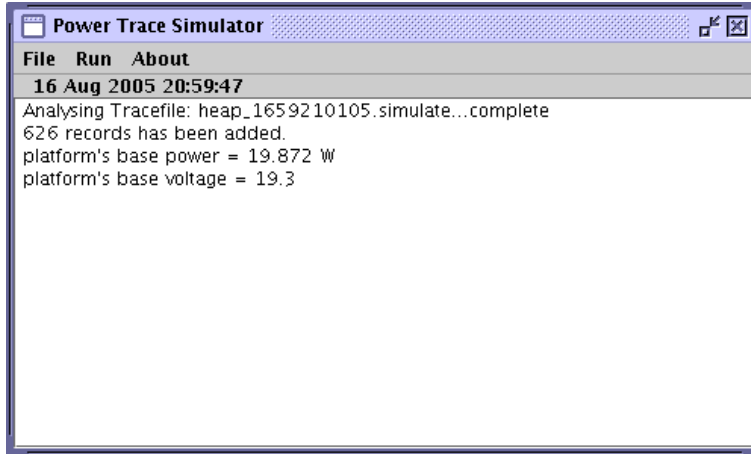 Power Trace Simulator
File Run About
16 Aug 2005 20:59:47
Analysing Tracefile: heap_1659210105.simulate...complete
626 records has been added.
platform's base power = 19.872 W
platform's base voltage = 19.3